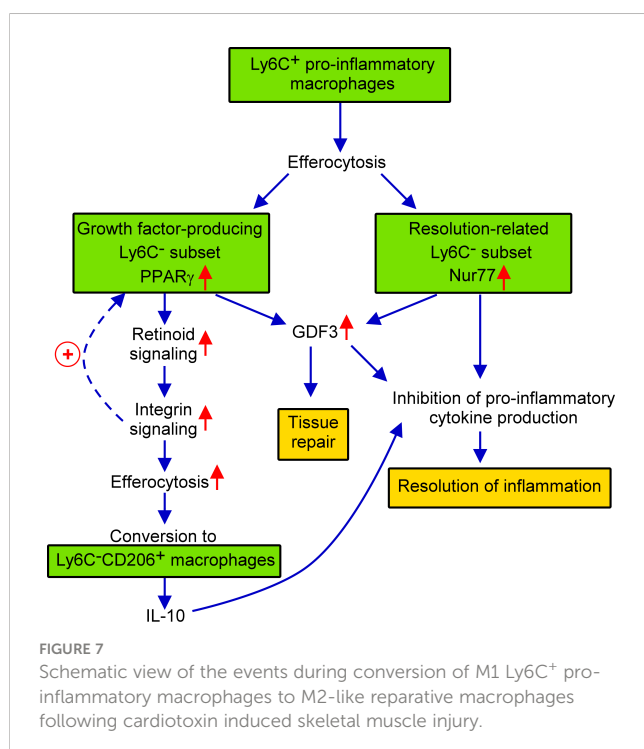 Ly6C⁺ pro-inflammatory
macrophages
Efferocytosis
Growth factor-producing
Ly6C⁻ subset
PPARγ
Resolution-related
Ly6C⁻ subset
Nur77
Retinoid
signaling
GDF3
+
Integrin
signaling
Tissue
repair
Inhibition of pro-inflammatory
cytokine production
Efferocytosis
Resolution of inflammation
Conversion to
Ly6C⁻CD206⁺ macrophages
IL-10
FIGURE 7
Schematic view of the events during conversion of M1 Ly6C⁺ pro-
inflammatory macrophages to M2-like reparative macrophages
following cardiotoxin induced skeletal muscle injury.